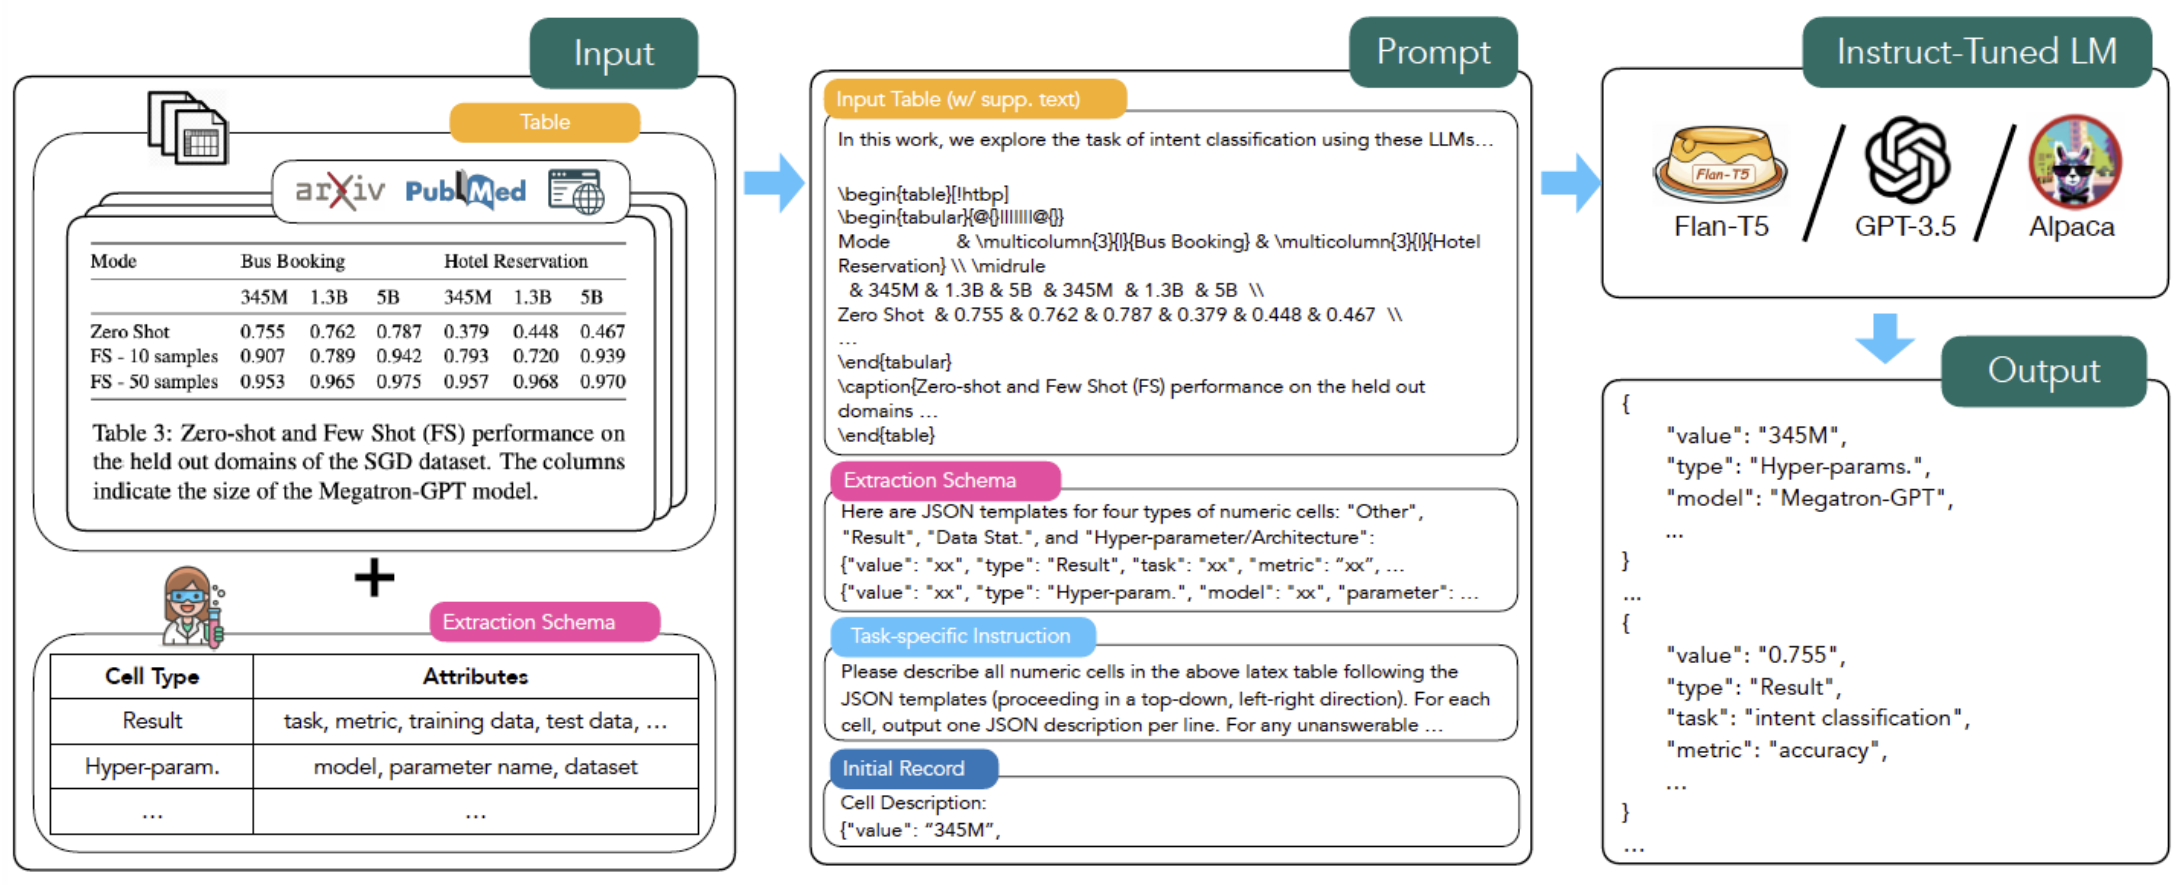 Input
Table
arXiv PubMed
Mode Bus Booking Hotel Reservation
345M 1.3B 5B 345M 1.3B 5B
Zero Shot 0.755 0.762 0.787 0.379 0.448 0.467
FS - 10 samples 0.907 0.789 0.942 0.793 0.720 0.939
FS - 50 samples 0.953 0.965 0.975 0.957 0.968 0.970
Table 3: Zero-shot and Few Shot (FS) performance on
the held out domains of the SGD dataset. The columns
indicate the size of the Megatron-GPT model.
+
Extraction Schema
Cell Type Attributes
Result task, metric, training data, test data, ...
Hyper-param. model, parameter name, dataset
... ...
Prompt
Input Table (w/ supp. text)
In this work, we explore the task of intent classification using these LLMs...
\begin{table}[!htbp]
\begin{tabular}{@{}lllllll@{}}
Mode & \multicolumn{3}{l}{Bus Booking} & \multicolumn{3}{l}{Hotel
Reservation} \\ \midrule
& 345M & 1.3B & 5B & 345M & 1.3B & 5B \\
Zero Shot & 0.755 & 0.762 & 0.787 & 0.379 & 0.448 & 0.467 \\
...
\end{tabular}
\caption{Zero-shot and Few Shot (FS) performance on the held out
domains ...
\end{table}
Extraction Schema
Here are JSON templates for four types of numeric cells: "Other",
"Result", "Data Stat.", and "Hyper-parameter/Architecture":
{"value": "xx", "type": "Result", "task": "xx", "metric": “xx”, ...
{"value": "xx", "type": "Hyper-param.", "model": "xx", "parameter": ...
Task-specific Instruction
Please describe all numeric cells in the above latex table following the
JSON templates (proceeding in a top-down, left-right direction). For each
cell, output one JSON description per line. For any unanswerable ...
Initial Record
Cell Description:
{"value": “345M”,
Instruct-Tuned LM
Flan-T5
Flan-T5 / GPT-3.5 / Alpaca
Output
{
"value": "345M",
"type": "Hyper-params.",
"model": "Megatron-GPT",
...
}
...
{
"value": "0.755",
"type": "Result",
"task": "intent classification",
"metric": "accuracy",
...
}
...